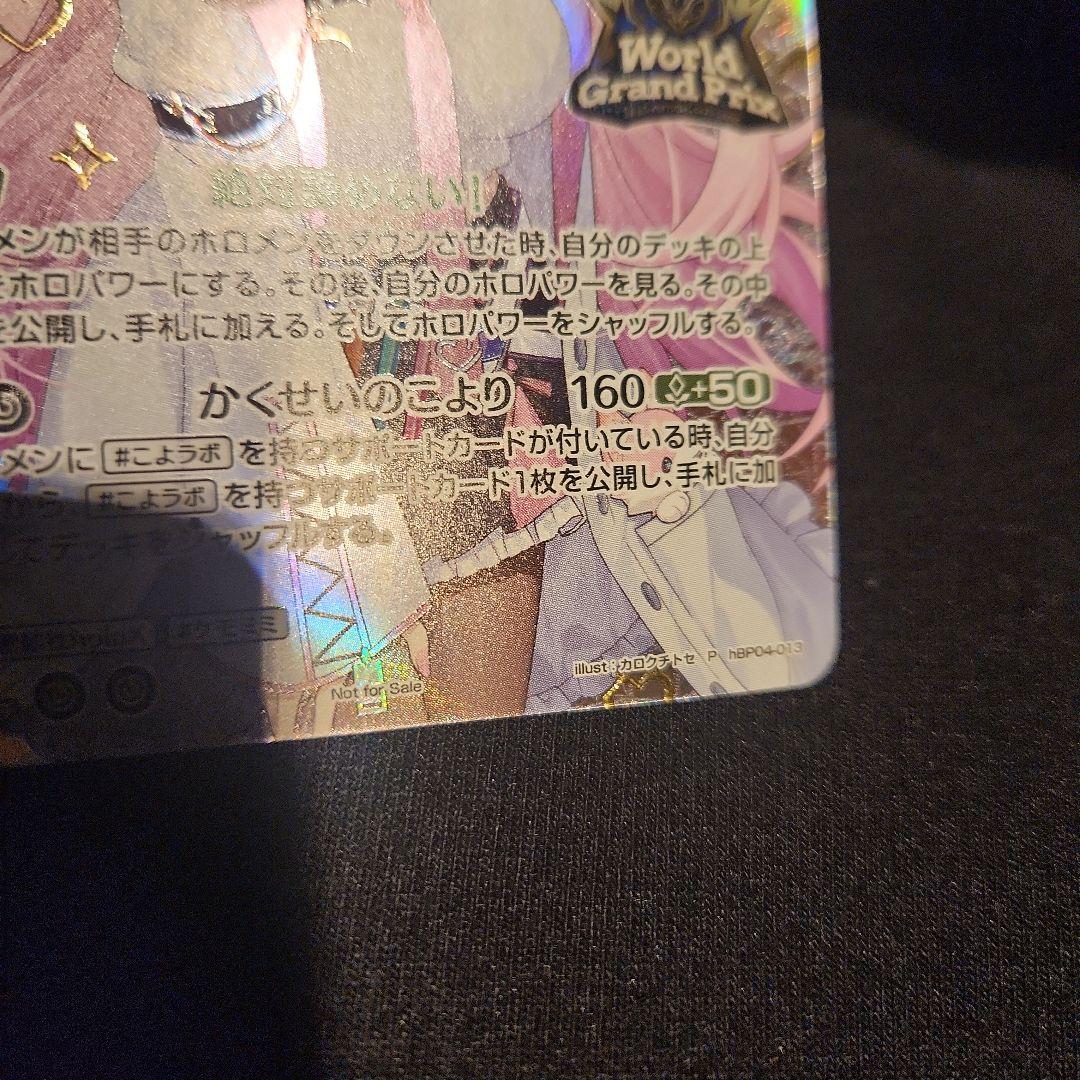 World
Grand Prix
絶対諦めない!
メンが相手のホロメンをダウンさせた時、自分のデッキの上
をホロパワーにする。その後、自分のホロパワーを見る。その中
を公開し、手札に加える。そしてホロパワーをシャッフルする。
かくせいのこより 160 +50
メンに #こよラボ を持つサポートカードが付いている時、自分
から、 #こよラボ を持つサポートカード1枚を公開し、手札に加
デッキをシャッフルする。
#ケモミミ
illust:カロクチトセ P hBP04-013
Not for Sale